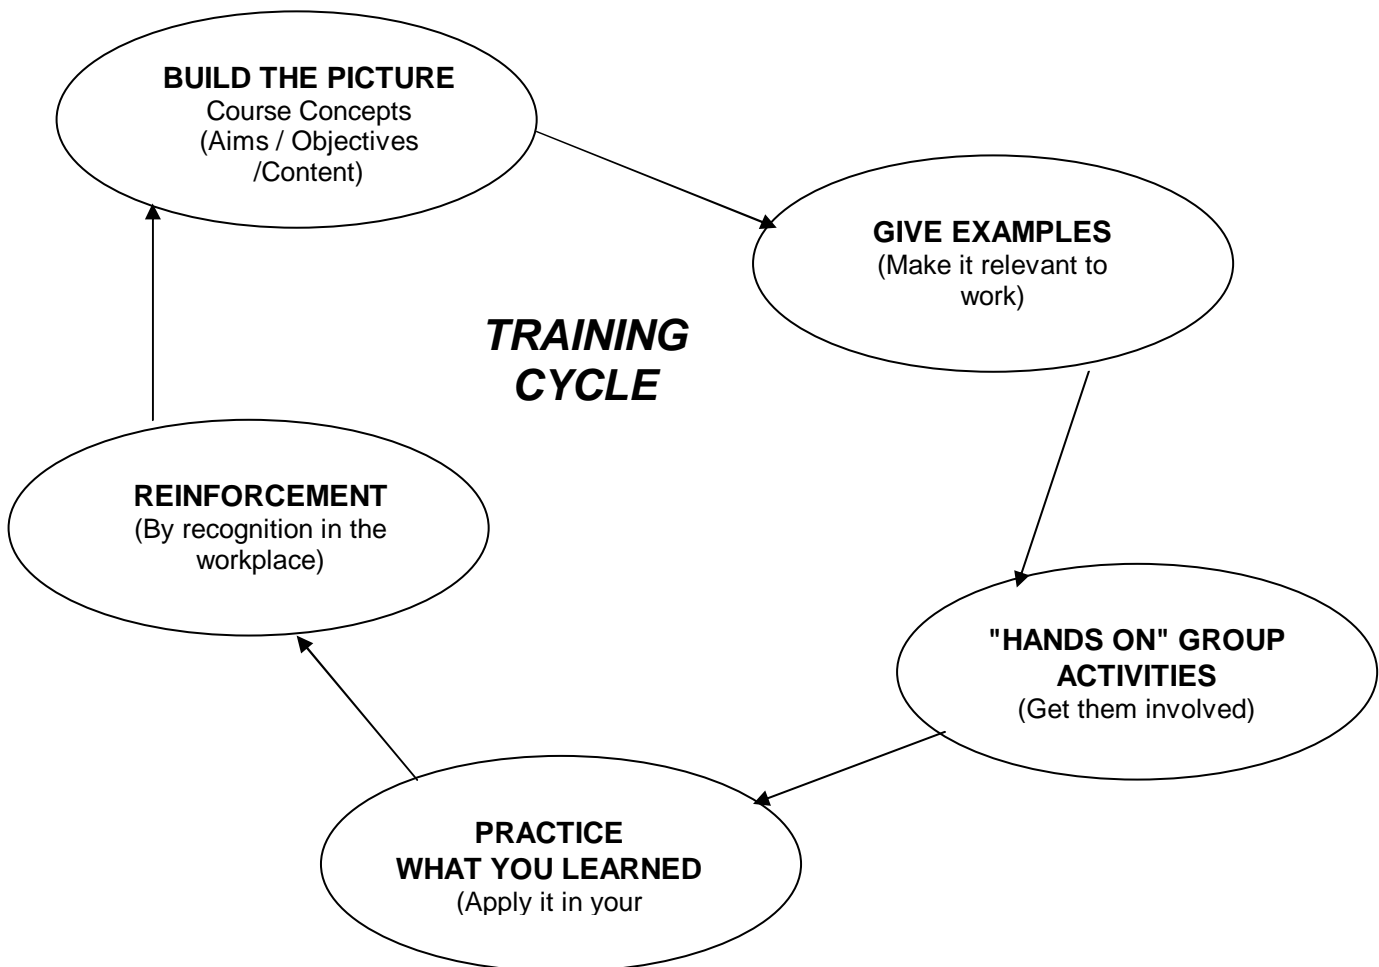 BUILD THE PICTURE
Course Concepts
(Aims / Objectives
/Content)
GIVE EXAMPLES
(Make it relevant to
work)
TRAINING
CYCLE
REINFORCEMENT
(By recognition in the
workplace)
"HANDS ON" GROUP
ACTIVITIES
(Get them involved)
PRACTICE
WHAT YOU LEARNED
(Apply it in your